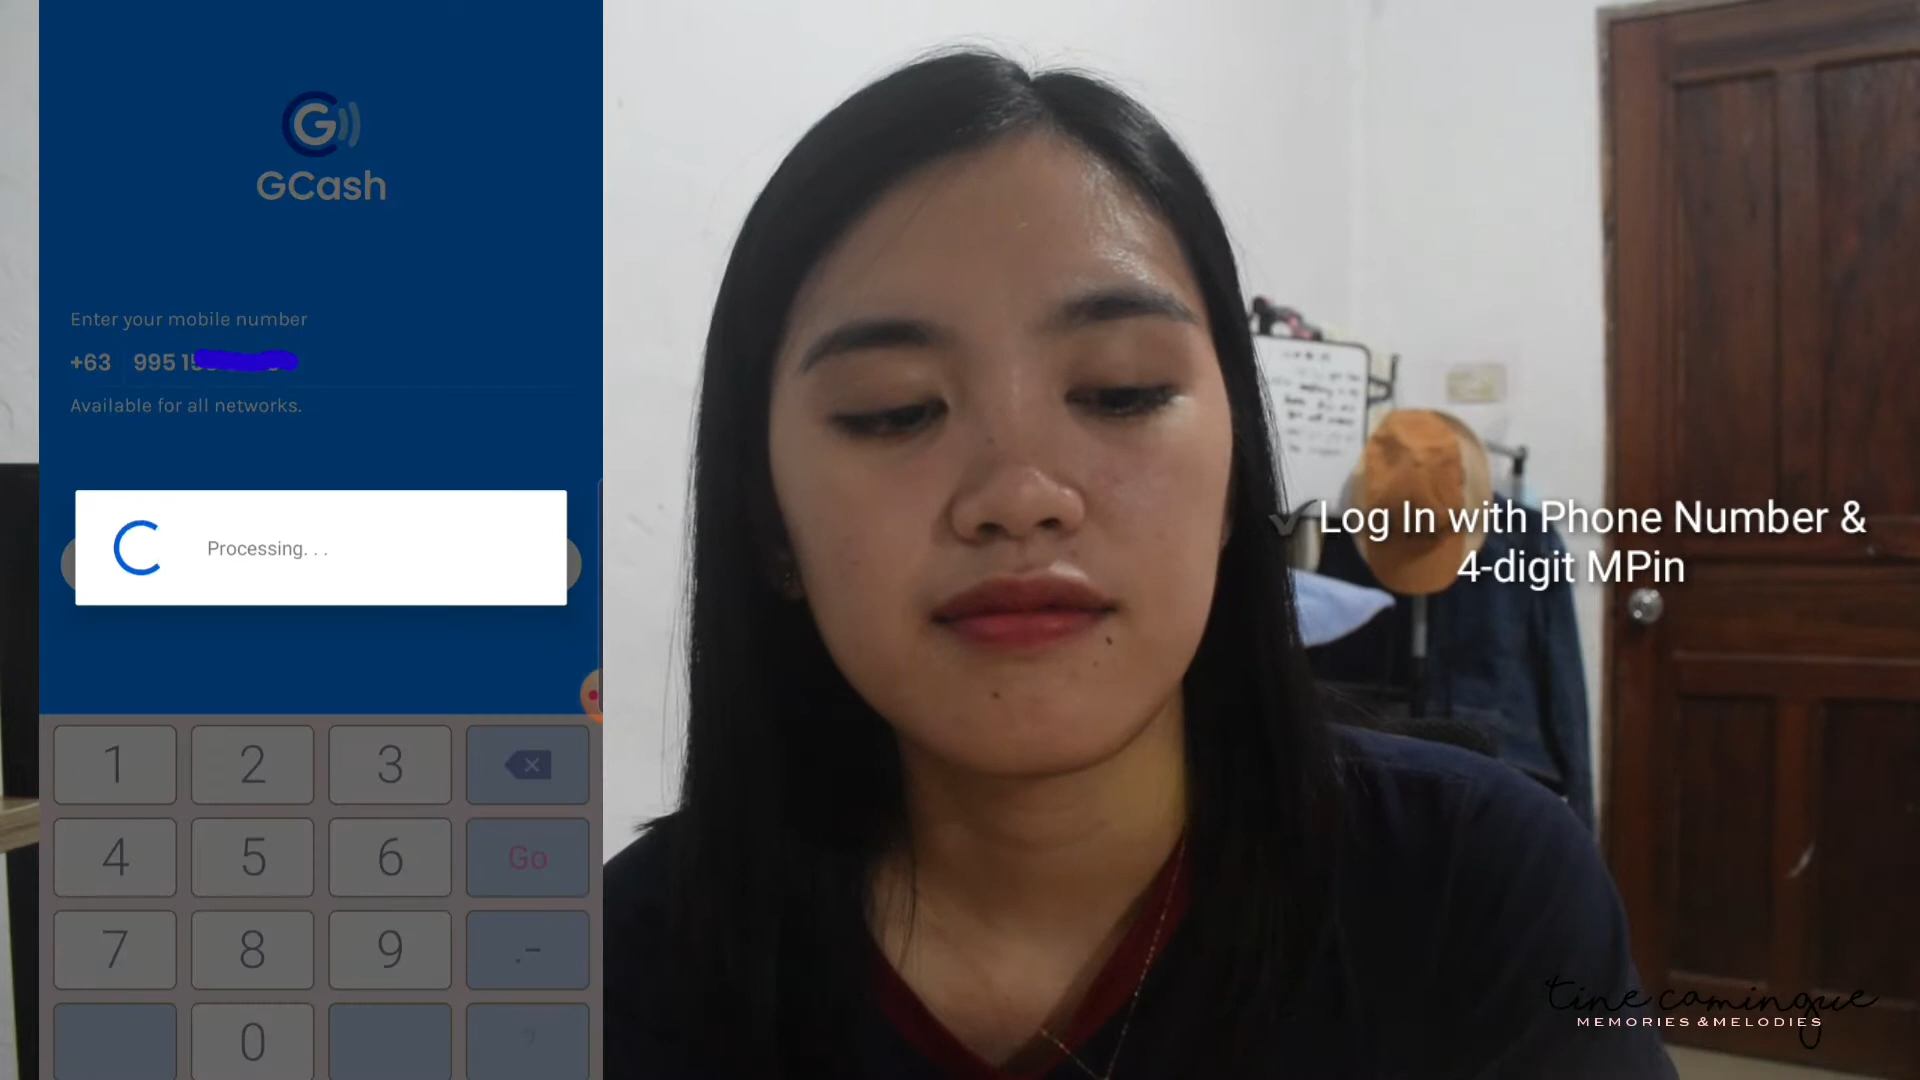 GCash
Enter your mobile number
+63 995 1
Available for all networks.
Processing. . .
1 2 3
4 5 6 Go
7 8 9 .-
0
Log In with Phone Number &
4-digit MPin
tine camingue
MEMORIES & MELODIES